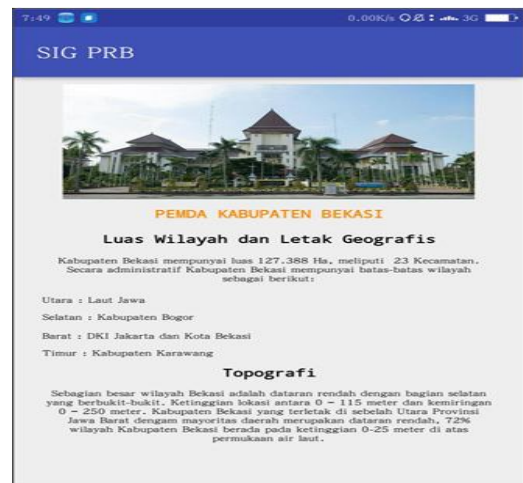 7:49
0.00K/s 3G
SIG PRB
PEMDA KABUPATEN BEKASI
Luas Wilayah dan Letak Geografis
Kabupaten Bekasi mempunyai luas 127.388 Ha, meliputi 23 Kecamatan.
Secara administratif Kabupaten Bekasi mempunyai batas-batas wilayah
sebagai berikut:
Utara : Laut Jawa
Selatan : Kabupaten Bogor
Barat : DKI Jakarta dan Kota Bekasi
Timur : Kabupaten Karawang
Topografi
Sebagian besar wilayah Bekasi adalah dataran rendah dengan bagian selatan
yang berbukit-bukit. Ketinggian lokasi antara 0 – 115 meter dan kemiringan
0 – 250 meter. Kabupaten Bekasi yang terletak di sebelah Utara Provinsi
Jawa Barat dengam mayoritas daerah merupakan dataran rendah, 72%
wilayah Kabupaten Bekasi berada pada ketinggian 0-25 meter di atas
permukaan air laut.